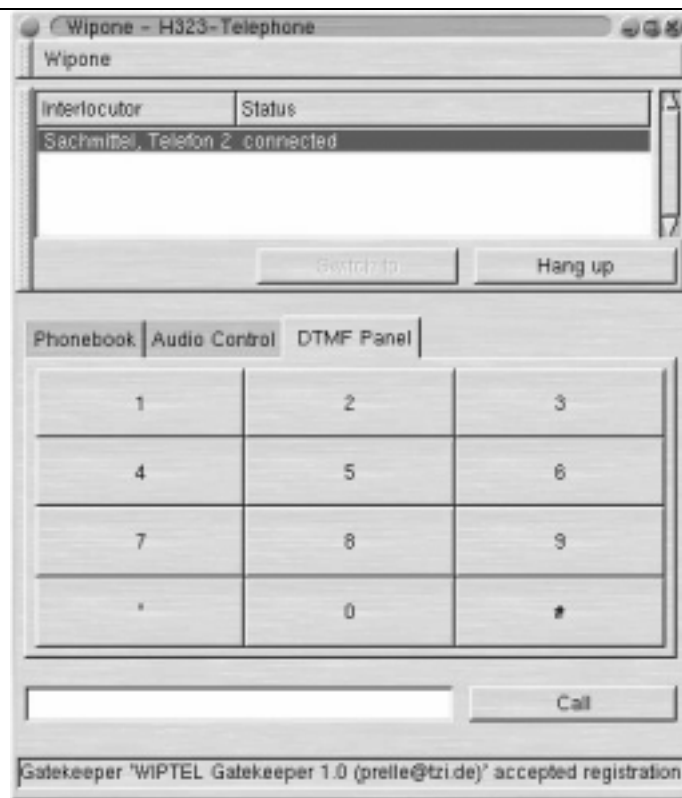 Wipone - H323-Telephone
Wipone
Interlocutor Status
Sachmittel, Telefon 2 connected
Switch to Hang up
Phonebook Audio Control DTMF Panel
1 2 3
4 5 6
7 8 9
* 0 #
Call
Gatekeeper "WIPTEL Gatekeeper 1.0 (prelle@tzi.de)" accepted registration